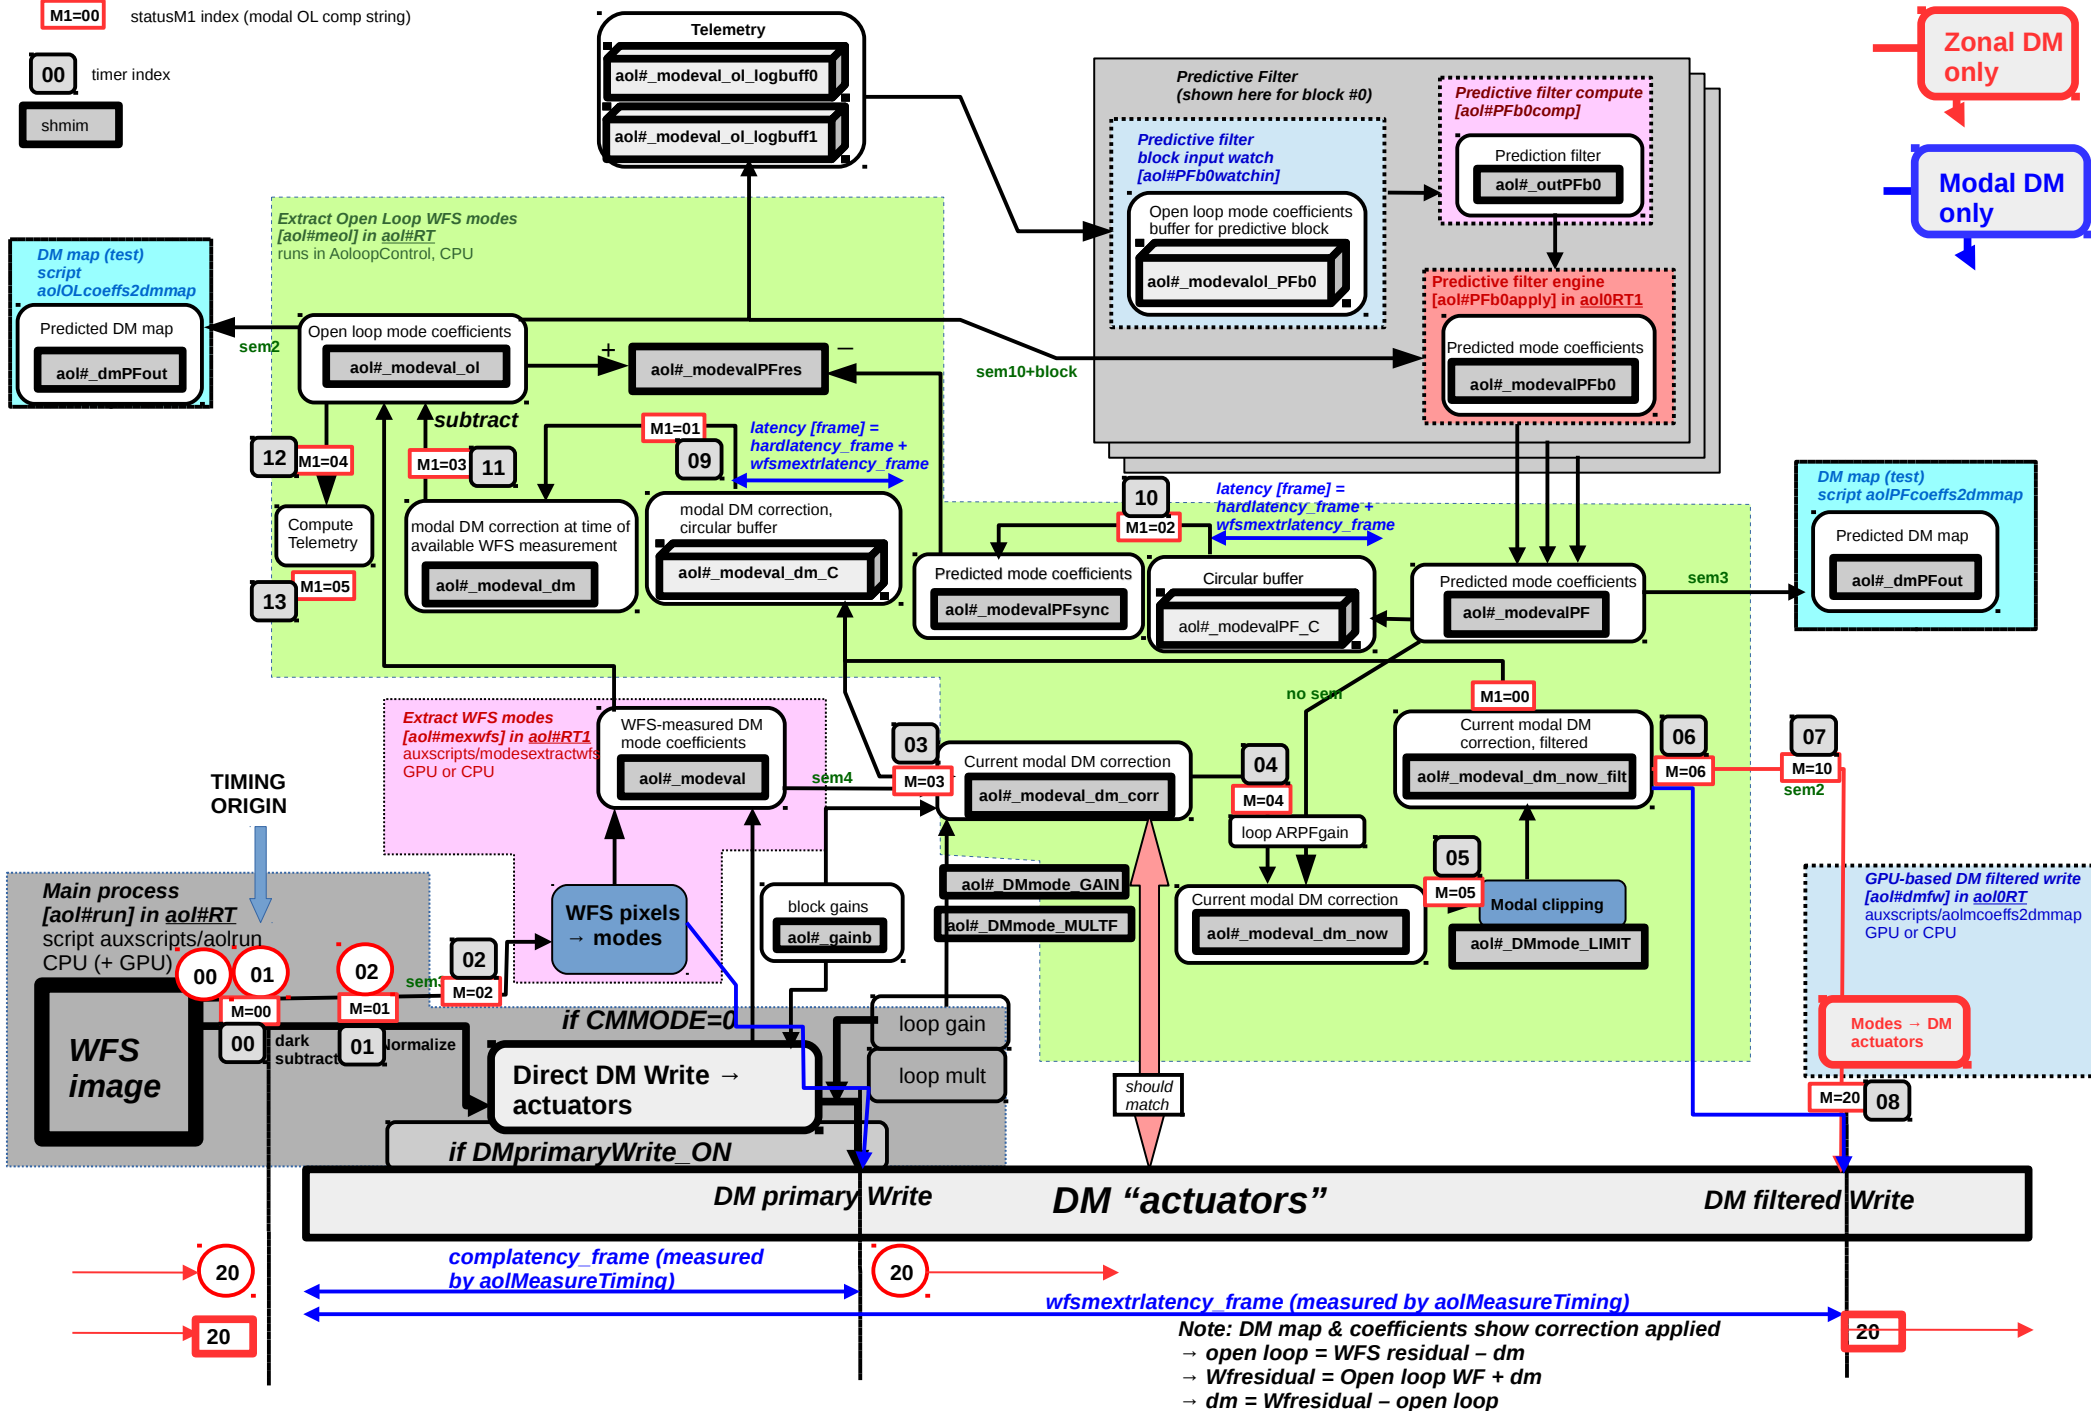 M1=00
statusM1 index (modal OL comp string)
00
timer index
shmim
Telemetry
aol#_modeval_ol_logbuff0
aol#_modeval_ol_logbuff1
Predictive Filter
(shown here for block #0)
Predictive filter compute
[aol#PFb0comp]
Prediction filter
aol#_outPFb0
Predictive filter
block input watch
[aol#PFb0watchin]
Open loop mode coefficients
buffer for predictive block
aol#_modevalol_PFb0
Predictive filter engine
[aol#PFb0apply] in aol0RT1
Predicted mode coefficients
aol#_modevalPFb0
Zonal DM
only
Modal DM
only
Extract Open Loop WFS modes
[aol#meol] in aol#RT
runs in AoloopControl, CPU
DM map (test)
script
aolOLcoeffs2dmmap
Predicted DM map
aol#_dmPFout
sem2
Open loop mode coefficients
aol#_modeval_ol
+
aol#_modevalPFres
–
sem10+block
subtract
12
M1=04
M1=03
11
M1=01
09
latency [frame] =
hardlatency_frame +
wfsmextrlatency_frame
Compute
Telemetry
M1=05
13
modal DM correction at time of
available WFS measurement
aol#_modeval_dm
modal DM correction,
circular buffer
aol#_modeval_dm_C
10
M1=02
latency [frame] =
hardlatency_frame +
wfsmextrlatency_frame
Predicted mode coefficients
aol#_modevalPFsync
Circular buffer
aol#_modevalPF_C
Predicted mode coefficients
aol#_modevalPF
sem3
DM map (test)
script aolPFcoeffs2dmmap
Predicted DM map
aol#_dmPFout
no sem
M1=00
Extract WFS modes
[aol#mexwfs] in aol#RT1
auxscripts/modesextractwfs
GPU or CPU
WFS-measured DM
mode coefficients
aol#_modeval
sem4
03
M=03
Current modal DM correction
aol#_modeval_dm_corr
04
M=04
loop ARPFgain
Current modal DM
correction, filtered
aol#_modeval_dm_now_filt
06
M=06
07
M=10
sem2
TIMING
ORIGIN
Main process
[aol#run] in aol#RT
script auxscripts/aolrun
CPU (+ GPU)
00
01
02
sem3
02
M=02
WFS pixels
→ modes
block gains
aol#_gainb
aol#_DMmode_GAIN
aol#_DMmode_MULTF
Current modal DM correction
aol#_modeval_dm_now
05
M=05
Modal clipping
aol#_DMmode_LIMIT
GPU-based DM filtered write
[aol#dmfw] in aol0RT
auxscripts/aolmcoeffs2dmmap
GPU or CPU
M=00
M=01
00
dark
subtract
01
Normalize
WFS
image
if CMMODE=0
Direct DM Write →
actuators
loop gain
loop mult
if DMprimaryWrite_ON
should
match
Modes → DM
actuators
M=20
08
DM primary Write
DM “actuators”
DM filtered Write
20
complatency_frame (measured
by aolMeasureTiming)
20
wfsmextrlatency_frame (measured by aolMeasureTiming)
20
20
Note: DM map & coefficients show correction applied
→ open loop = WFS residual – dm
→ Wfresidual = Open loop WF + dm
→ dm = Wfresidual – open loop